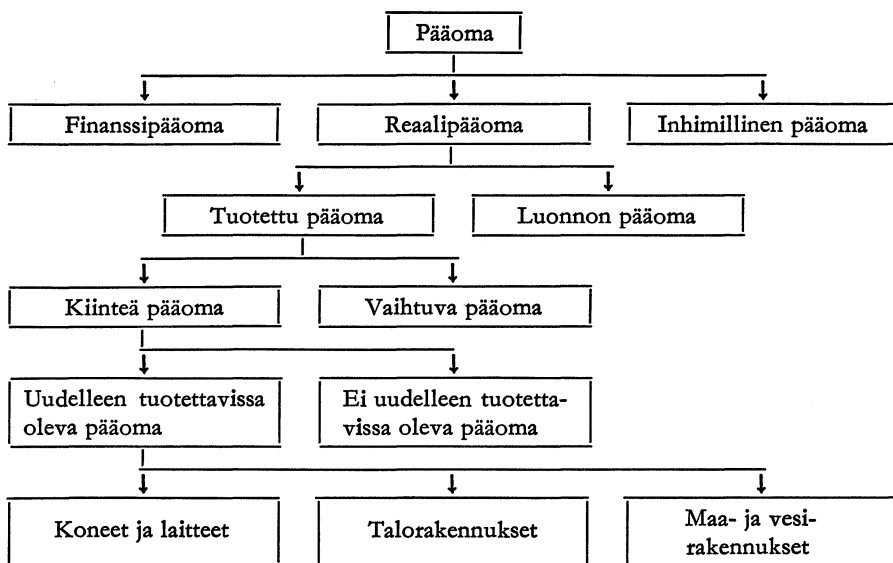 Pääoma
Finanssipääoma
Reaalipääoma
Inhimillinen pääoma
Tuotettu pääoma
Luonnon pääoma
Kiinteä pääoma
Vaihtuva pääoma
Uudelleen tuotettavissa
oleva pääoma
Ei uudelleen tuotetta-
vissa oleva pääoma
Koneet ja laitteet
Talorakennukset
Maa- ja vesi-
rakennukset